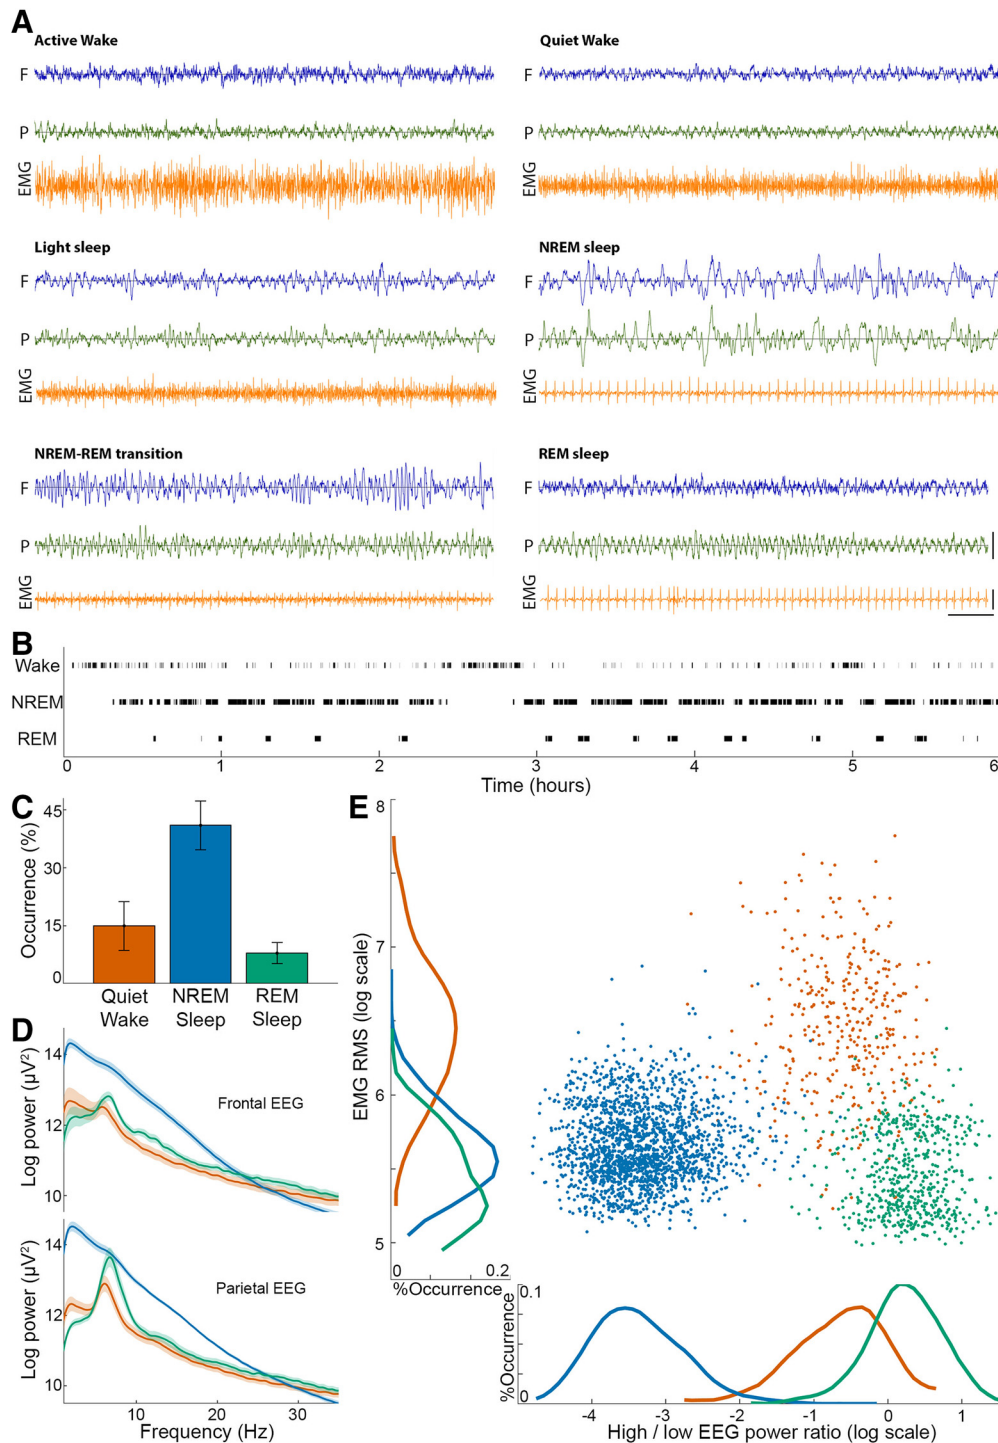 A
Active Wake
Quiet Wake
F
F
P
P
EMG
EMG
Light sleep
NREM sleep
F
F
P
P
EMG
EMG
NREM-REM transition
REM sleep
F
F
P
P
EMG
EMG
B
Wake
NREM
REM
0 1 2 3 4 5 6
Time (hours)
C
Occurrence (%)
45
30
15
0
Quiet Wake
NREM Sleep
REM Sleep
D
Log power (µV²)
14
12
10
Frontal EEG
Log power (µV²)
14
12
10
Parietal EEG
10 20 30
Frequency (Hz)
E
EMG RMS (log scale)
8
7
6
5
0 0.2
%Occurrence
%Occurrence
0.1
0
-4 -3 -2 -1 0 1
High / low EEG power ratio (log scale)